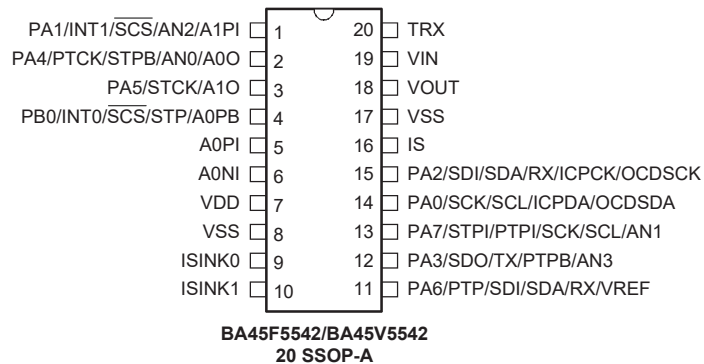 PA1/INT1/SCS/AN2/A1PI 1 20 TRX
PA4/PTCK/STPB/AN0/A0O 2 19 VIN
PA5/STCK/A1O 3 18 VOUT
PB0/INT0/SCS/STP/A0PB 4 17 VSS
A0PI 5 16 IS
A0NI 6 15 PA2/SDI/SDA/RX/ICPCK/OCDSCK
VDD 7 14 PA0/SCK/SCL/ICPDA/OCDSDA
VSS 8 13 PA7/STPI/PTPI/SCK/SCL/AN1
ISINK0 9 12 PA3/SDO/TX/PTPB/AN3
ISINK1 10 11 PA6/PTP/SDI/SDA/RX/VREF
BA45F5542/BA45V5542
20 SSOP-A